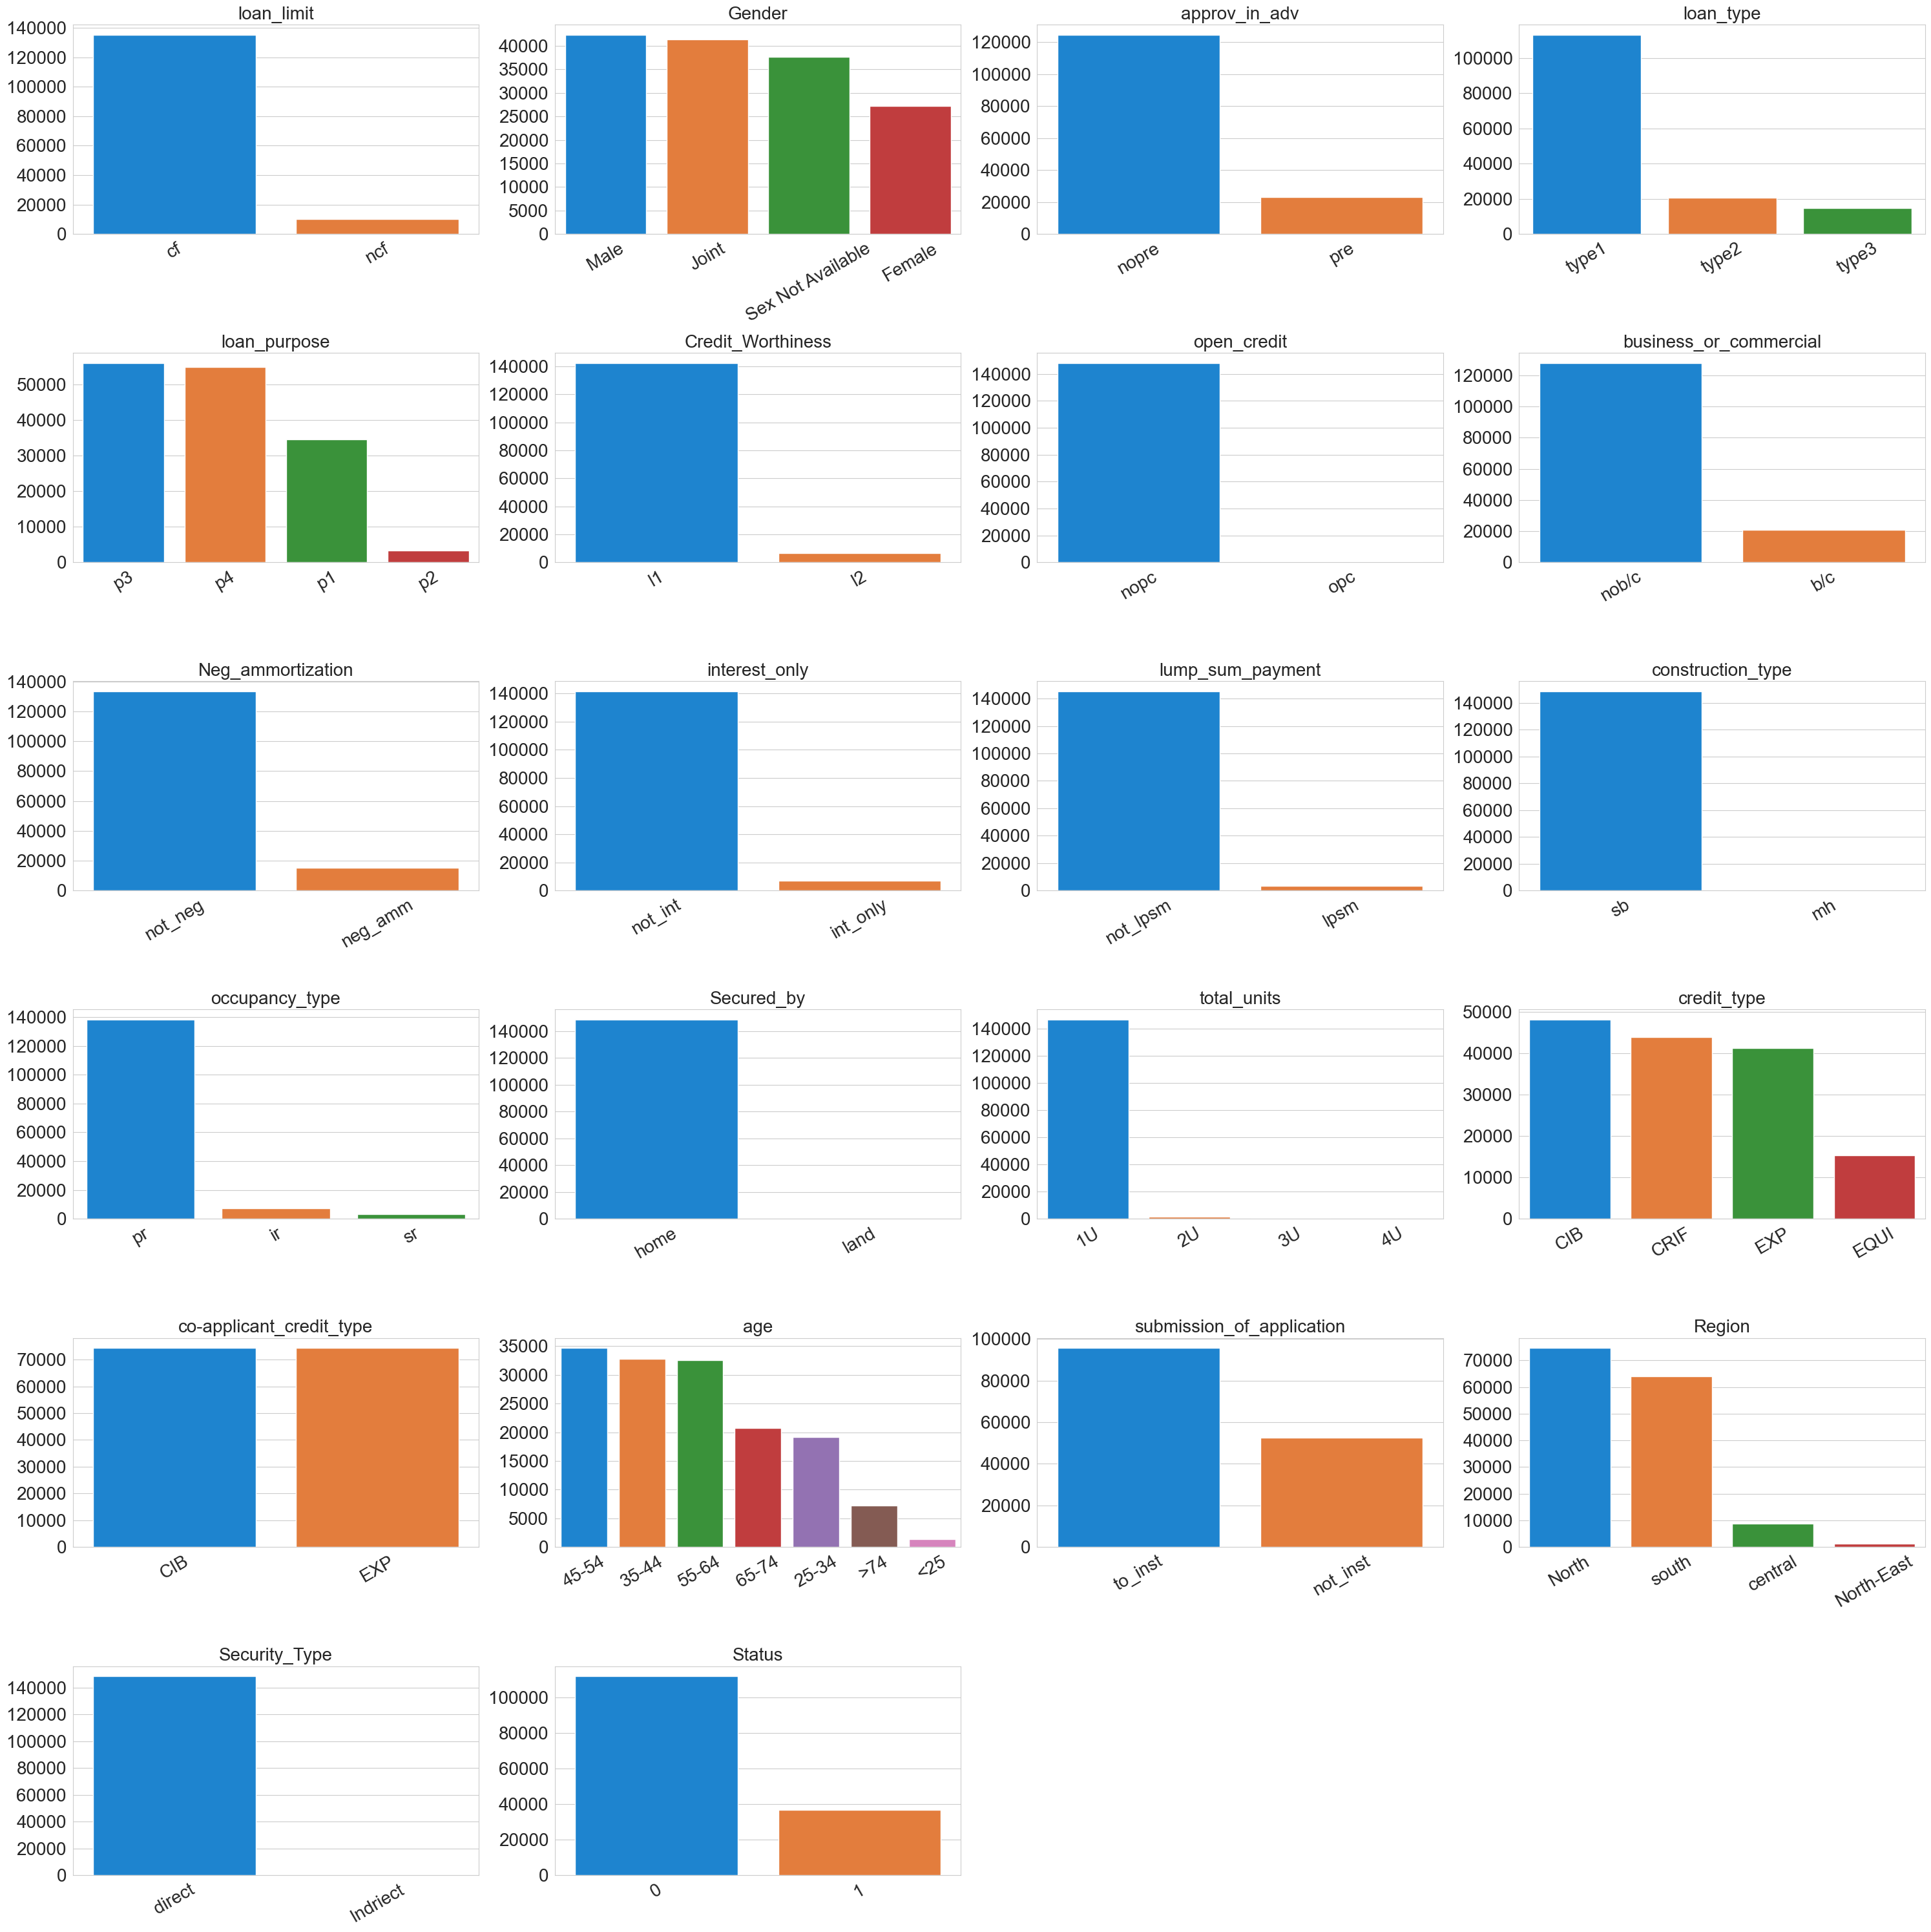 loan_limit
140000
120000
100000
80000
60000
40000
20000
0
cf
ncf
Gender
40000
35000
30000
25000
20000
15000
10000
5000
0
Male
Joint
Sex Not Available
Female
approv_in_adv
120000
100000
80000
60000
40000
20000
0
nopre
pre
loan_type
100000
80000
60000
40000
20000
0
type1
type2
type3
loan_purpose
50000
40000
30000
20000
10000
0
p3
p4
p1
p2
Credit_Worthiness
140000
120000
100000
80000
60000
40000
20000
0
l1
l2
open_credit
140000
120000
100000
80000
60000
40000
20000
0
nopc
opc
business_or_commercial
120000
100000
80000
60000
40000
20000
0
nob/c
b/c
Neg_ammortization
140000
120000
100000
80000
60000
40000
20000
0
not_neg
neg_amm
interest_only
140000
120000
100000
80000
60000
40000
20000
0
not_int
int_only
lump_sum_payment
140000
120000
100000
80000
60000
40000
20000
0
not_lpsm
lpsm
construction_type
140000
120000
100000
80000
60000
40000
20000
0
sb
mh
occupancy_type
140000
120000
100000
80000
60000
40000
20000
0
pr
ir
sr
Secured_by
140000
120000
100000
80000
60000
40000
20000
0
home
land
total_units
140000
120000
100000
80000
60000
40000
20000
0
1U
2U
3U
4U
credit_type
50000
40000
30000
20000
10000
0
CIB
CRIF
EXP
EQUI
co-applicant_credit_type
70000
60000
50000
40000
30000
20000
10000
0
CIB
EXP
age
35000
30000
25000
20000
15000
10000
5000
0
45-54
35-44
55-64
65-74
25-34
>74
<25
submission_of_application
100000
80000
60000
40000
20000
0
to_inst
not_inst
Region
70000
60000
50000
40000
30000
20000
10000
0
North
south
central
North-East
Security_Type
140000
120000
100000
80000
60000
40000
20000
0
direct
Indriect
Status
100000
80000
60000
40000
20000
0
0
1